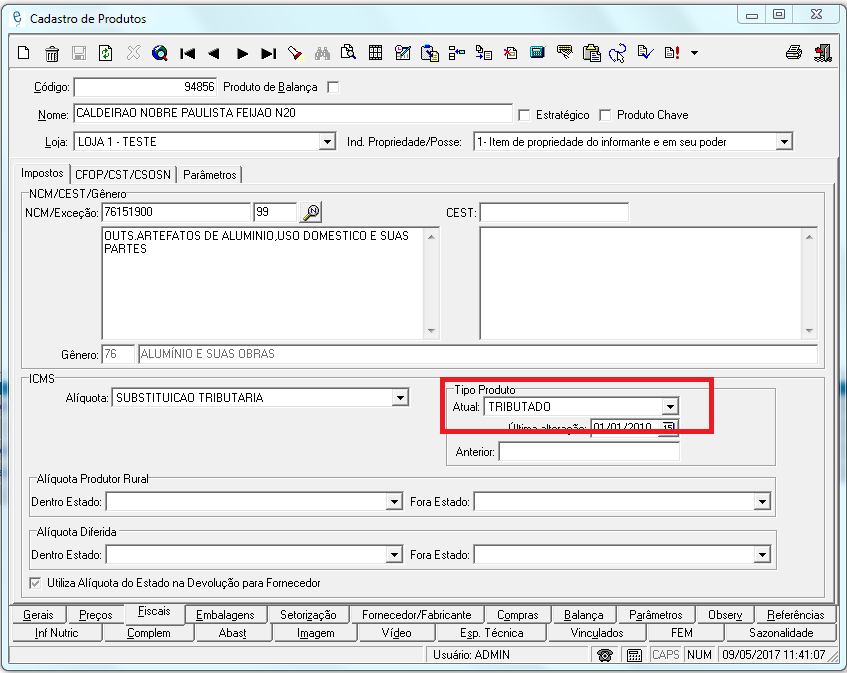 Cadastro de Produtos
Código: 94856 Produto de Balança
Nome: CALDEIRAO NOBRE PAULISTA FEIJAO N20 Estratégico Produto Chave
Loja: LOJA 1 - TESTE Ind. Propriedade/Posse: 1- Item de propriedade do informante e em seu poder
Impostos CFOP/CST/CSOSN Parâmetros
NCM/CEST/Gênero
NCM/Exceção: 76151900 99 CEST:
OUTS.ARTEFATOS DE ALUMINIO,USO DOMESTICO E SUAS
PARTES
Gênero: 76 ALUMÍNIO E SUAS OBRAS
ICMS
Alíquota: SUBSTITUICAO TRIBUTARIA
Tipo Produto
Atual: TRIBUTADO
Última alteração: 01/01/2010 15
Anterior:
Alíquota Produtor Rural
Dentro Estado: Fora Estado:
Alíquota Diferida
Dentro Estado: Fora Estado:
Utiliza Alíquota do Estado na Devolução para Fornecedor
Gerais Preços Fiscais Embalagens Setorização Fornecedor/Fabricante Compras Balança Parâmetros Observ Referências
Inf Nutric Complem Abast Imagem Vídeo Esp. Técnica Vinculados FEM Sazonalidade
Usuário: ADMIN CAPS NUM 09/05/2017 11:41:07